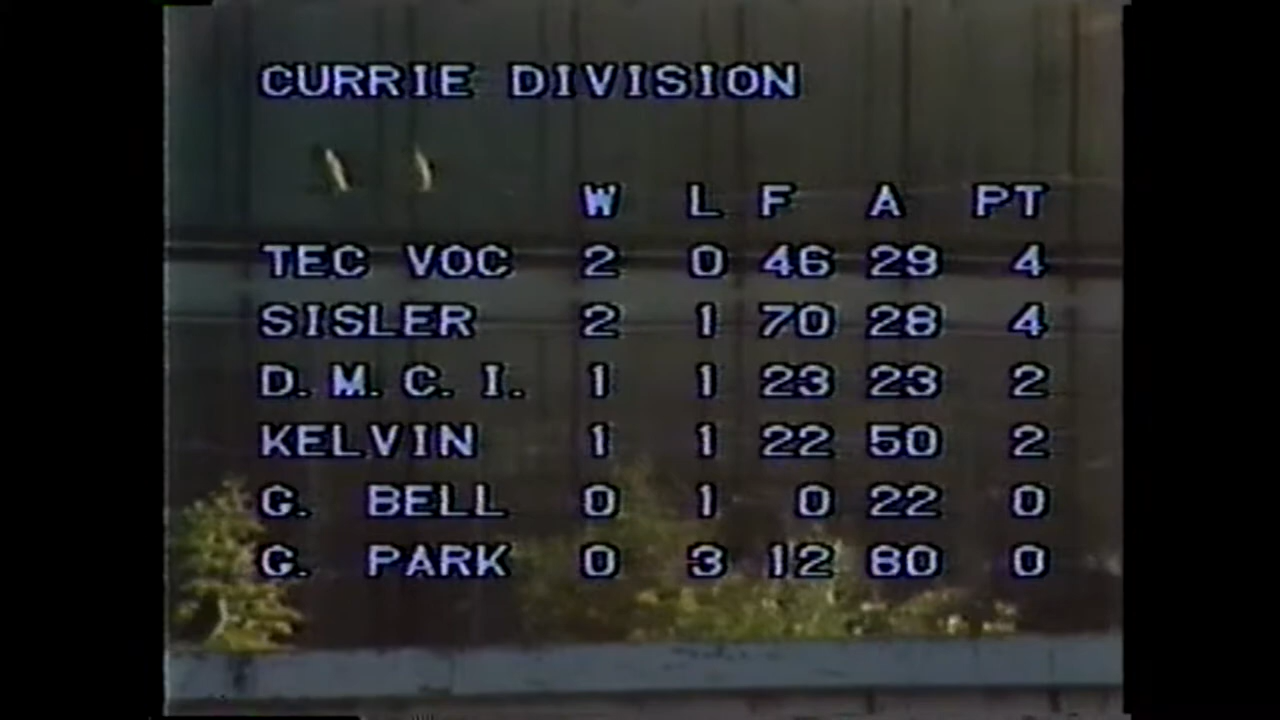 CURRIE DIVISION
W L F A PT
TEC VOC 2 0 46 29 4
SISLER 2 1 70 28 4
D.M.C.I. 1 1 23 23 2
KELVIN 1 1 22 50 2
G. BELL 0 1 0 22 0
G. PARK 0 3 12 80 0